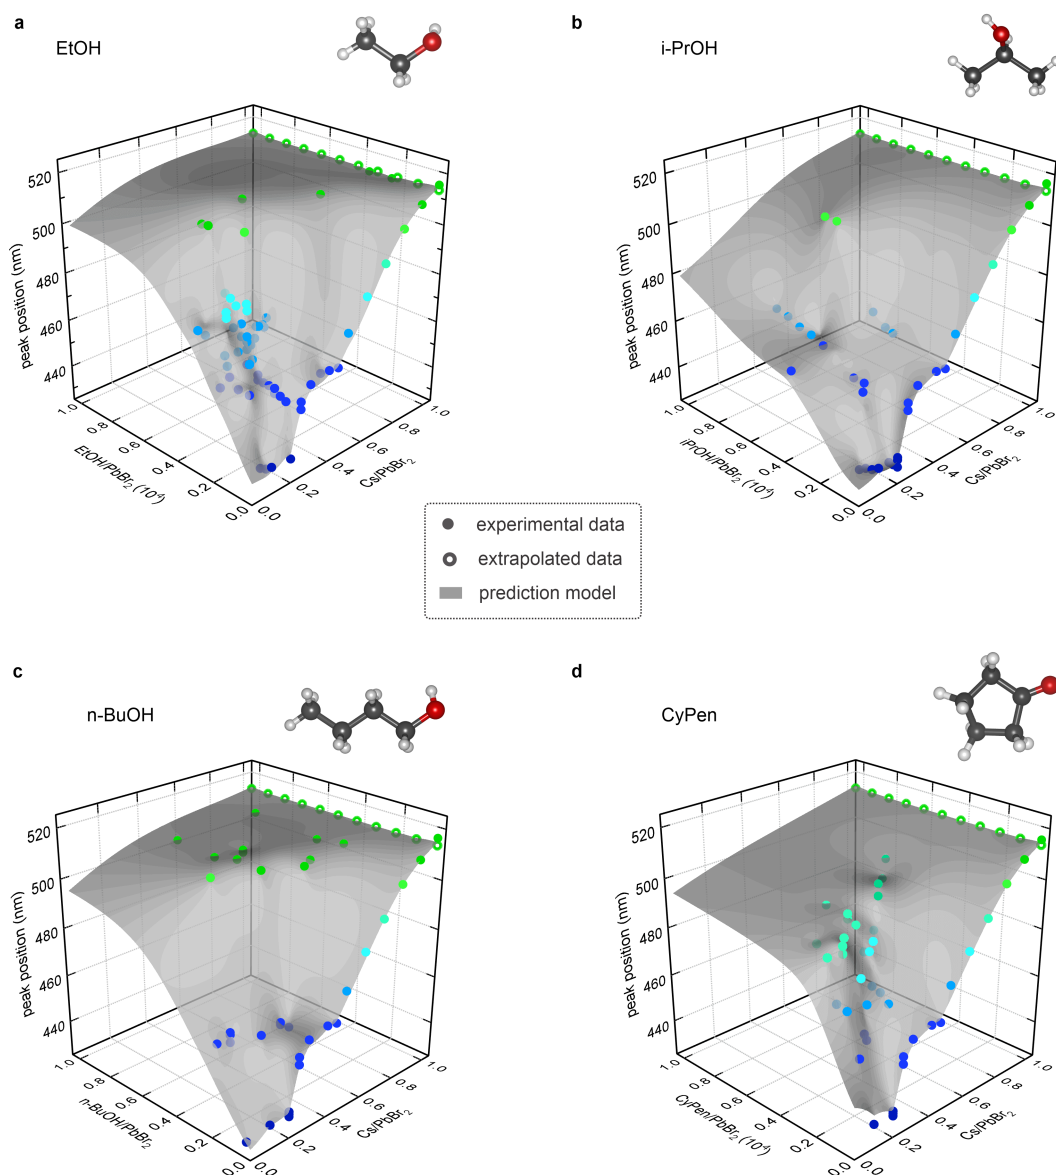 a
EtOH
520
500
480
460
440
peak position (nm)
1.0
0.8
0.6
0.4
0.2
0.0
EtOH/PbBr2 (10^4)
0.0
0.2
0.4
0.6
0.8
1.0
Cs/PbBr2
b
i-PrOH
520
500
480
460
440
peak position (nm)
1.0
0.8
0.6
0.4
0.2
0.0
iPrOH/PbBr2 (10^4)
0.0
0.2
0.4
0.6
0.8
1.0
Cs/PbBr2
experimental data
extrapolated data
prediction model
c
n-BuOH
520
500
480
460
440
peak position (nm)
1.0
0.8
0.6
0.4
0.2
0.0
n-BuOH/PbBr2
0.0
0.2
0.4
0.6
0.8
1.0
Cs/PbBr2
d
CyPen
520
500
480
460
440
peak position (nm)
1.0
0.8
0.6
0.4
0.2
0.0
CyPen/PbBr2 (10^4)
0.0
0.2
0.4
0.6
0.8
1.0
Cs/PbBr2